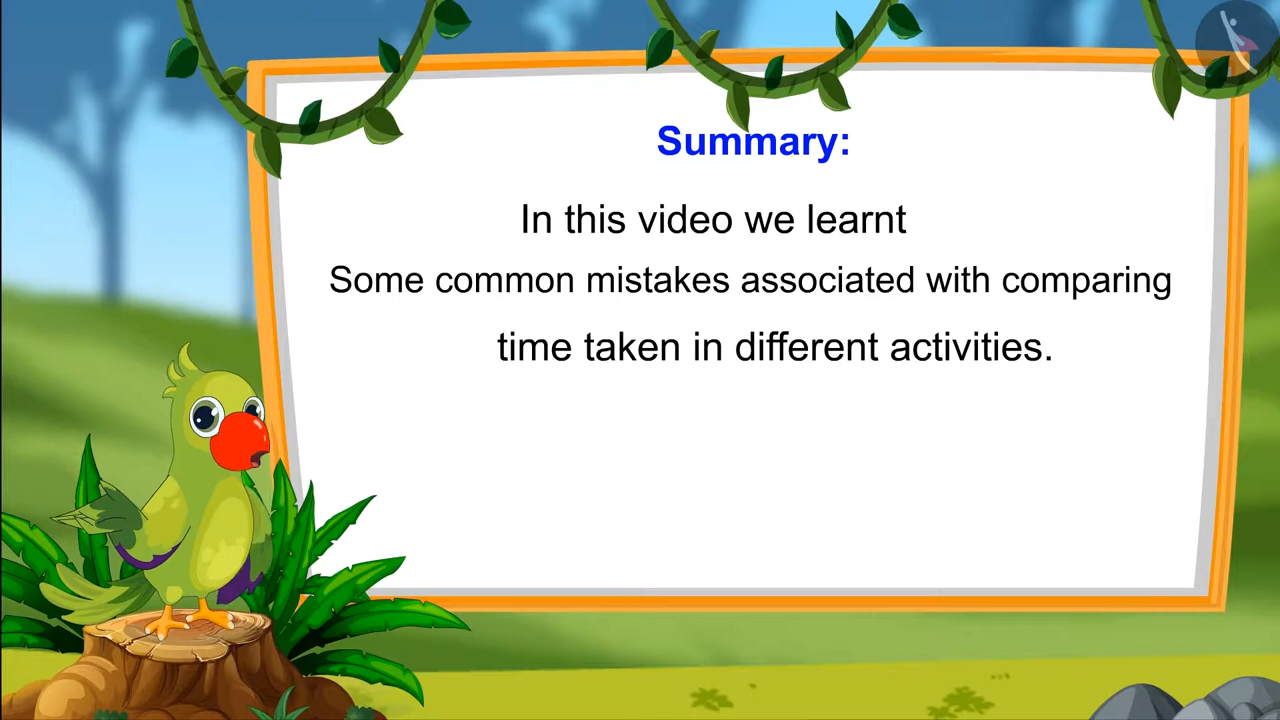 Summary:
In this video we learnt
Some common mistakes associated with comparing
time taken in different activities.